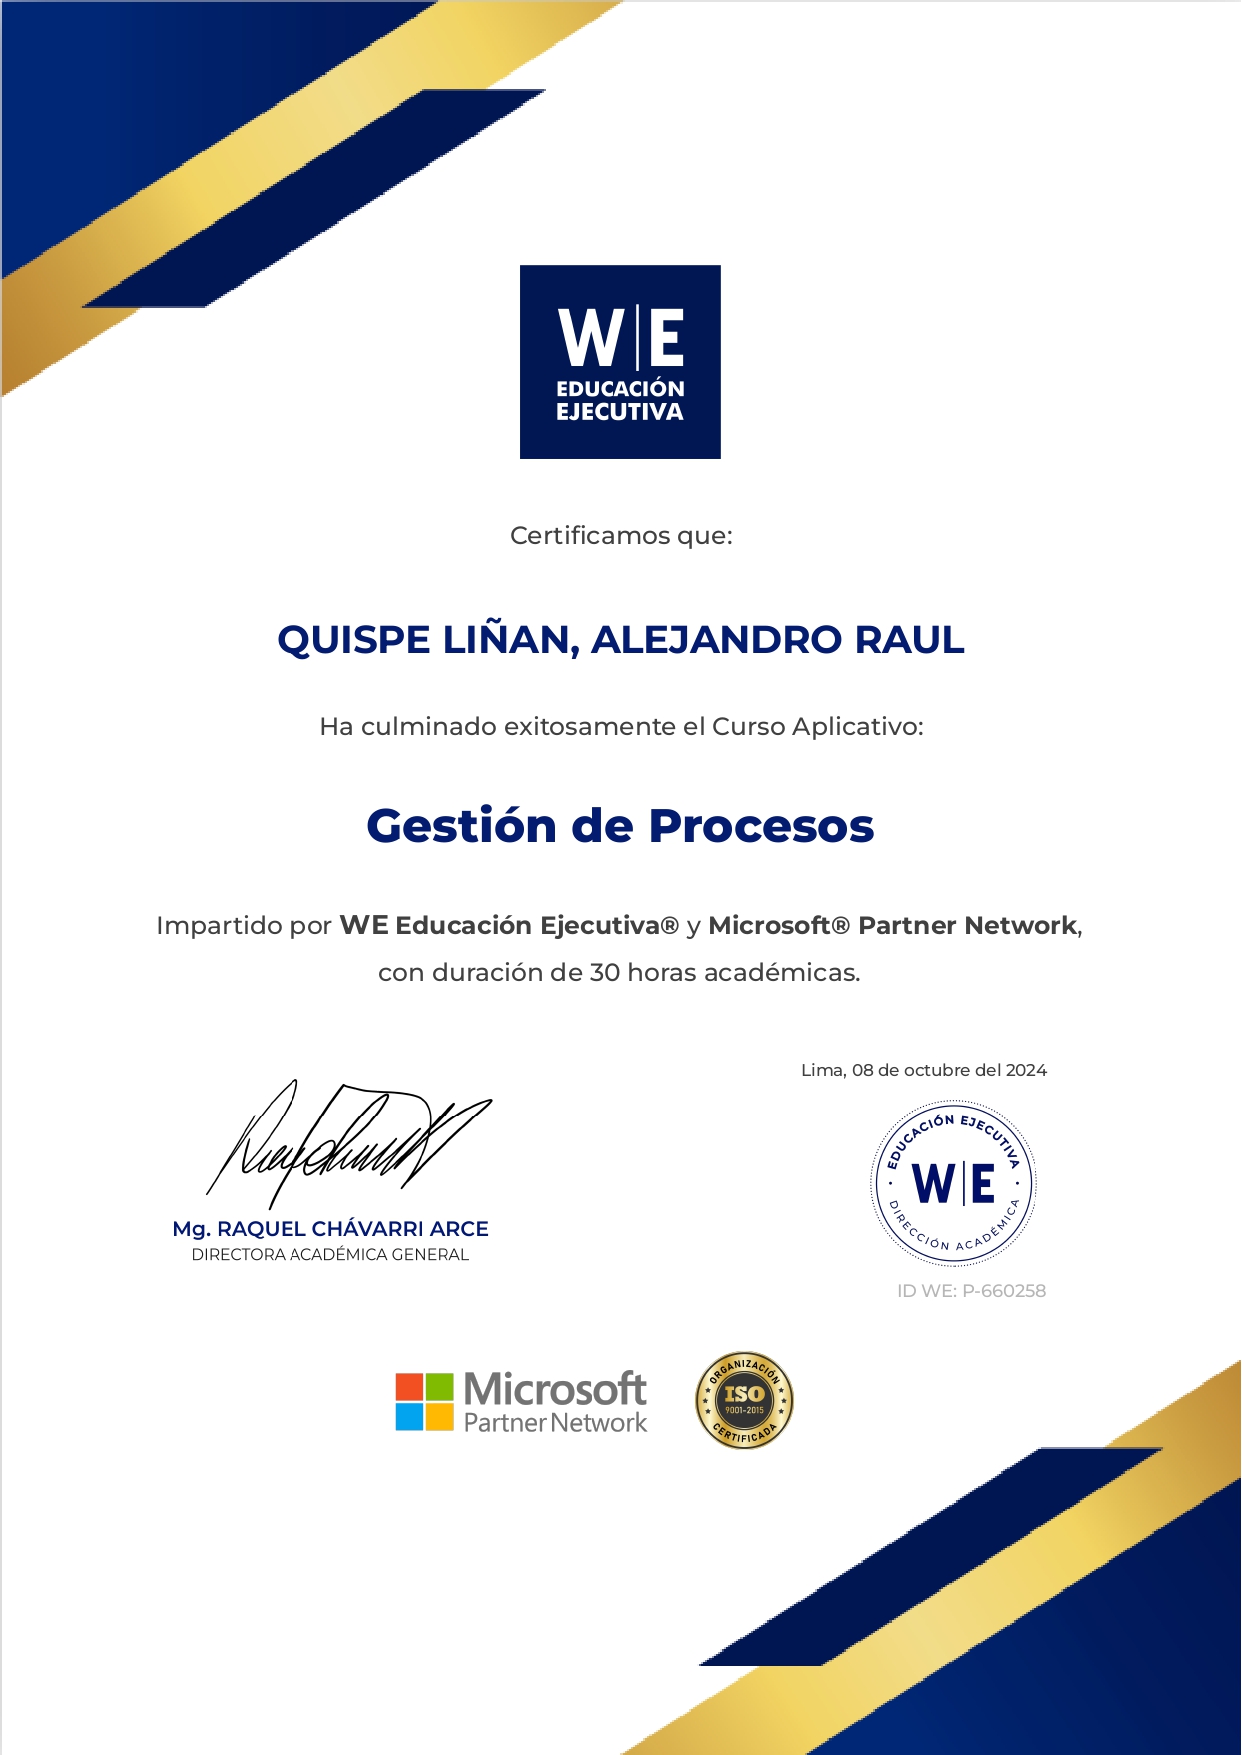 W|E
EDUCACIÓN
EJECUTIVA
Certificamos que:
QUISPE LIÑAN, ALEJANDRO RAUL
Ha culminado exitosamente el Curso Aplicativo:
Gestión de Procesos
Impartido por WE Educación Ejecutiva® y Microsoft® Partner Network,
con duración de 30 horas académicas.
Lima, 08 de octubre del 2024
EDUCACIÓN EJECUTIVA
W|E
DIRECCIÓN ACADÉMICA
Mg. RAQUEL CHÁVARRI ARCE
DIRECTORA ACADÉMICA GENERAL
ID WE: P-660258
Microsoft
Partner Network
ORGANIZACIÓN
ISO
9001-2015
CERTIFICADA